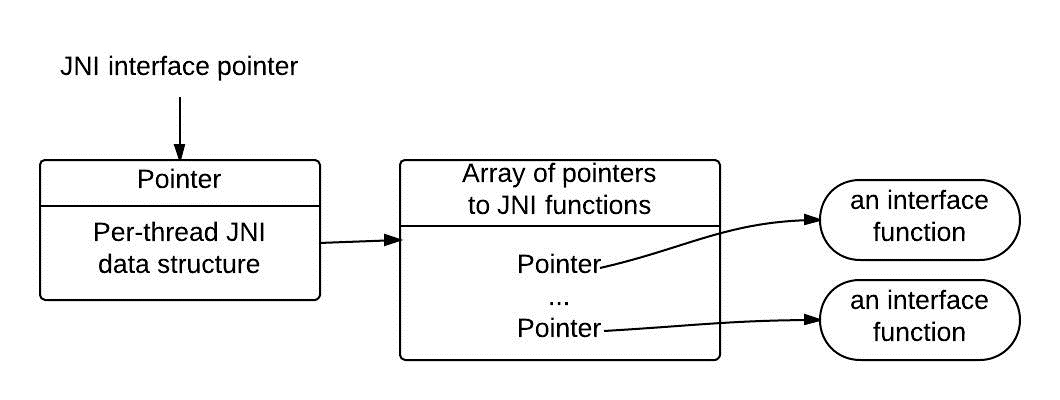 JNI interface pointer
Pointer
Per-thread JNI
data structure
Array of pointers
to JNI functions
Pointer
...
Pointer
an interface
function
an interface
function